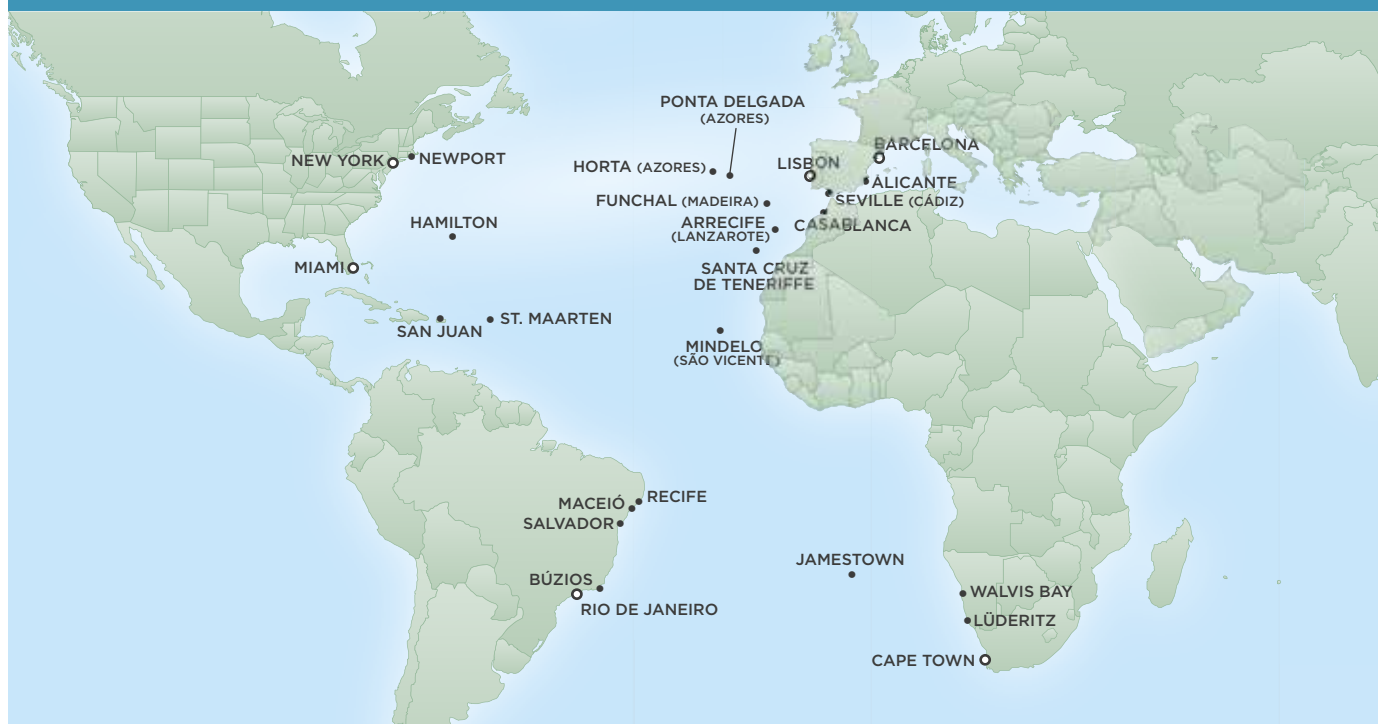 PONTA DELGADA
(AZORES)
BARCELONA
NEW YORK
NEWPORT
HORTA (AZORES)
LISBON
ALICANTE
FUNCHAL (MADEIRA)
SEVILLE (CÁDIZ)
HAMILTON
ARRECIFE
(LANZAROTE)
CASABLANCA
MIAMI
SANTA CRUZ
DE TENERIFFE
SAN JUAN
ST. MAARTEN
MINDELO
(SÃO VICENTE)
MACEIÓ
RECIFE
SALVADOR
JAMESTOWN
BÚZIOS
RIO DE JANEIRO
WALVIS BAY
LÜDERITZ
CAPE TOWN